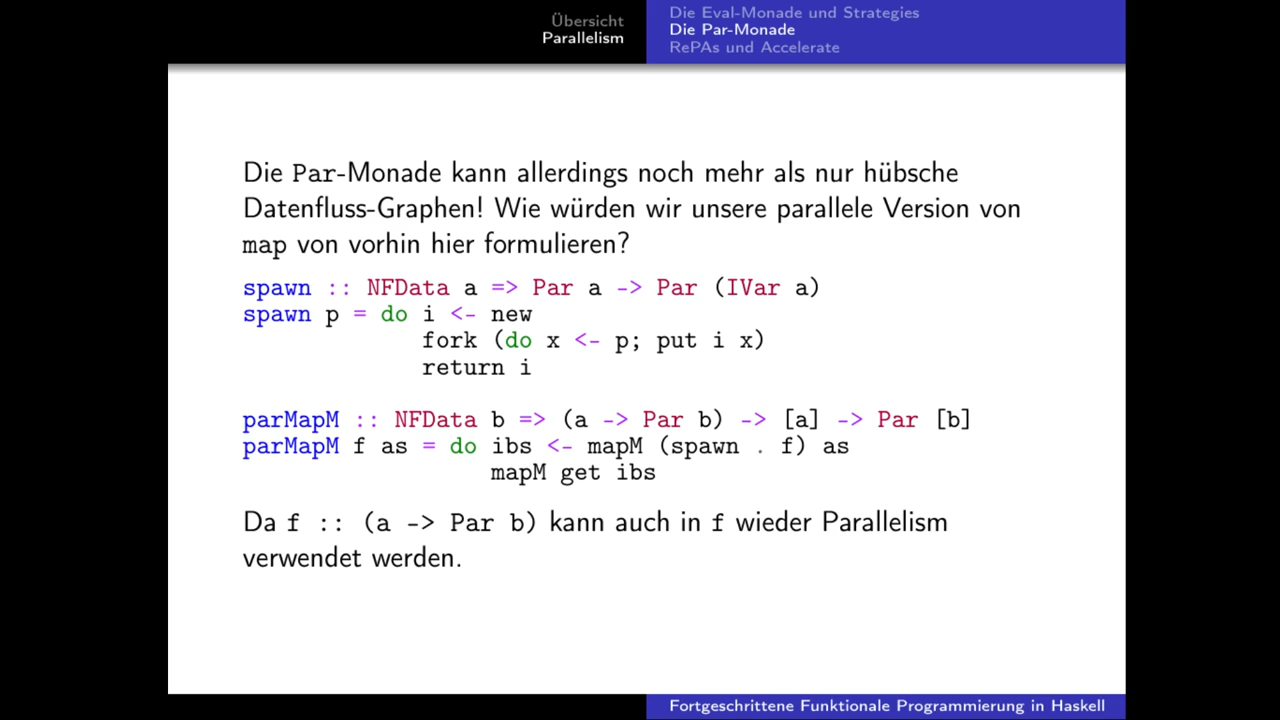 Übersicht
Parallelism
Die Eval-Monade und Strategies
Die Par-Monade
RePAs und Accelerate
Die Par-Monade kann allerdings noch mehr als nur hübsche
Datenfluss-Graphen! Wie würden wir unsere parallele Version von
map von vorhin hier formulieren?
spawn :: NFData a => Par a -> Par (IVar a)
spawn p = do i <- new
             fork (do x <- p; put i x)
             return i
parMapM :: NFData b => (a -> Par b) -> [a] -> Par [b]
parMapM f as = do ibs <- mapM (spawn . f) as
                  mapM get ibs
Da f :: (a -> Par b) kann auch in f wieder Parallelism
verwendet werden.
Fortgeschrittene Funktionale Programmierung in Haskell